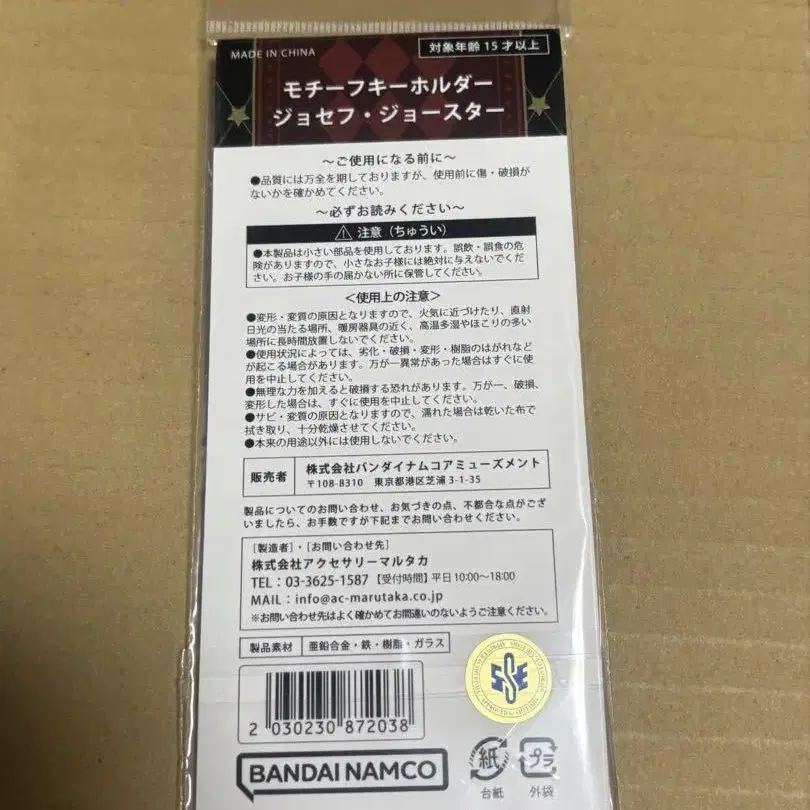 MADE IN CHINA
対象年齢 15 才以上
モチーフキーホルダー
ジョセフ・ジョースター
～ご使用になる前に～
●品質には万全を期しておりますが、使用前に傷・破損が
ないかを確かめてください。
～必ずお読みください～
注意（ちゅうい）
●本製品は小さい部品を使用しております。誤飲・誤食の危
険がありますので、小さなお子様には絶対に与えないでくだ
さい。お子様の手の届かない所に保管してください。
＜使用上の注意＞
●変形・変質の原因となりますので、火気に近づけたり、直射
日光の当たる場所、暖房器具の近く、高温多湿やほこりの多い
場所に長時間放置しないでください。
●使用状況によっては、劣化・破損・変形・樹脂のはがれなど
が起こる場合があります。万が一異常があった場合はすぐに使
用を中止してください。
●無理な力を加えると破損する恐れがあります。万が一、破損、
変形した場合は、すぐに使用を中止してください。
●サビ・変質の原因となりますので、濡れた場合は乾いた布で
拭き取り、十分乾燥させてください。
●本来の用途以外には使用しないでください。
販売者
株式会社バンダイナムコアミューズメント
〒108-8310 東京都港区芝浦 3-1-35
製品についてのお問い合わせ、お気づきの点、不都合な点がござ
いましたら、お手数ですが下記までお問い合わせください。
［製造者］・［お問い合わせ先］
株式会社アクセサリーマルタカ
TEL：03-3625-1587 【受付時間】平日 10:00～18:00
MAIL：info@ac-marutaka.co.jp
※お問い合わせ先はよく確かめてお間違いのないようご注意ください。
製品素材 亜鉛合金・鉄・樹脂・ガラス
2 030230 872038
BANDAI NAMCO
紙
台紙
プラ
外袋